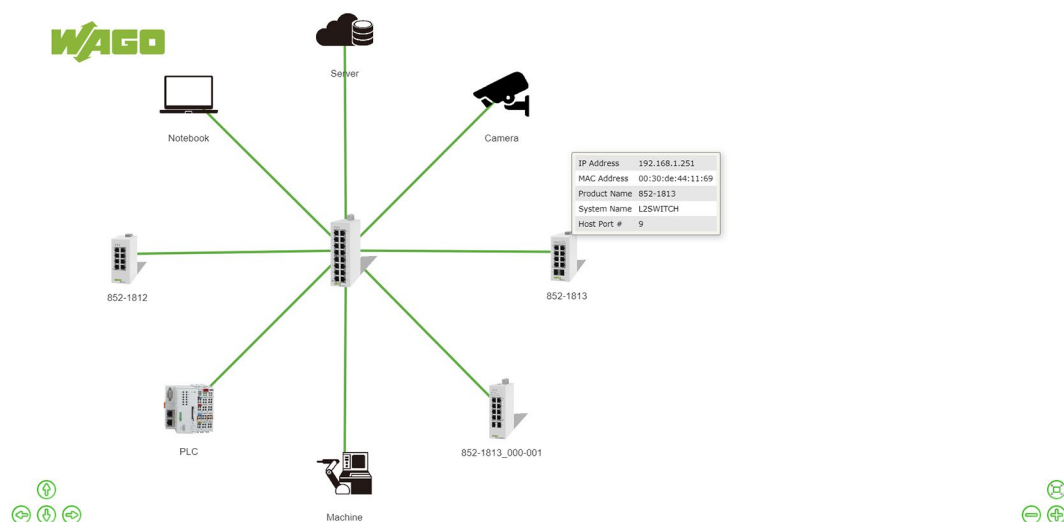 WAGO
Server
Notebook
Camera
IP Address 192.168.1.251
MAC Address 00:30:de:44:11:69
Product Name 852-1813
System Name L2SWITCH
Host Port # 9
852-1812
852-1813
PLC
852-1813_000-001
Machine